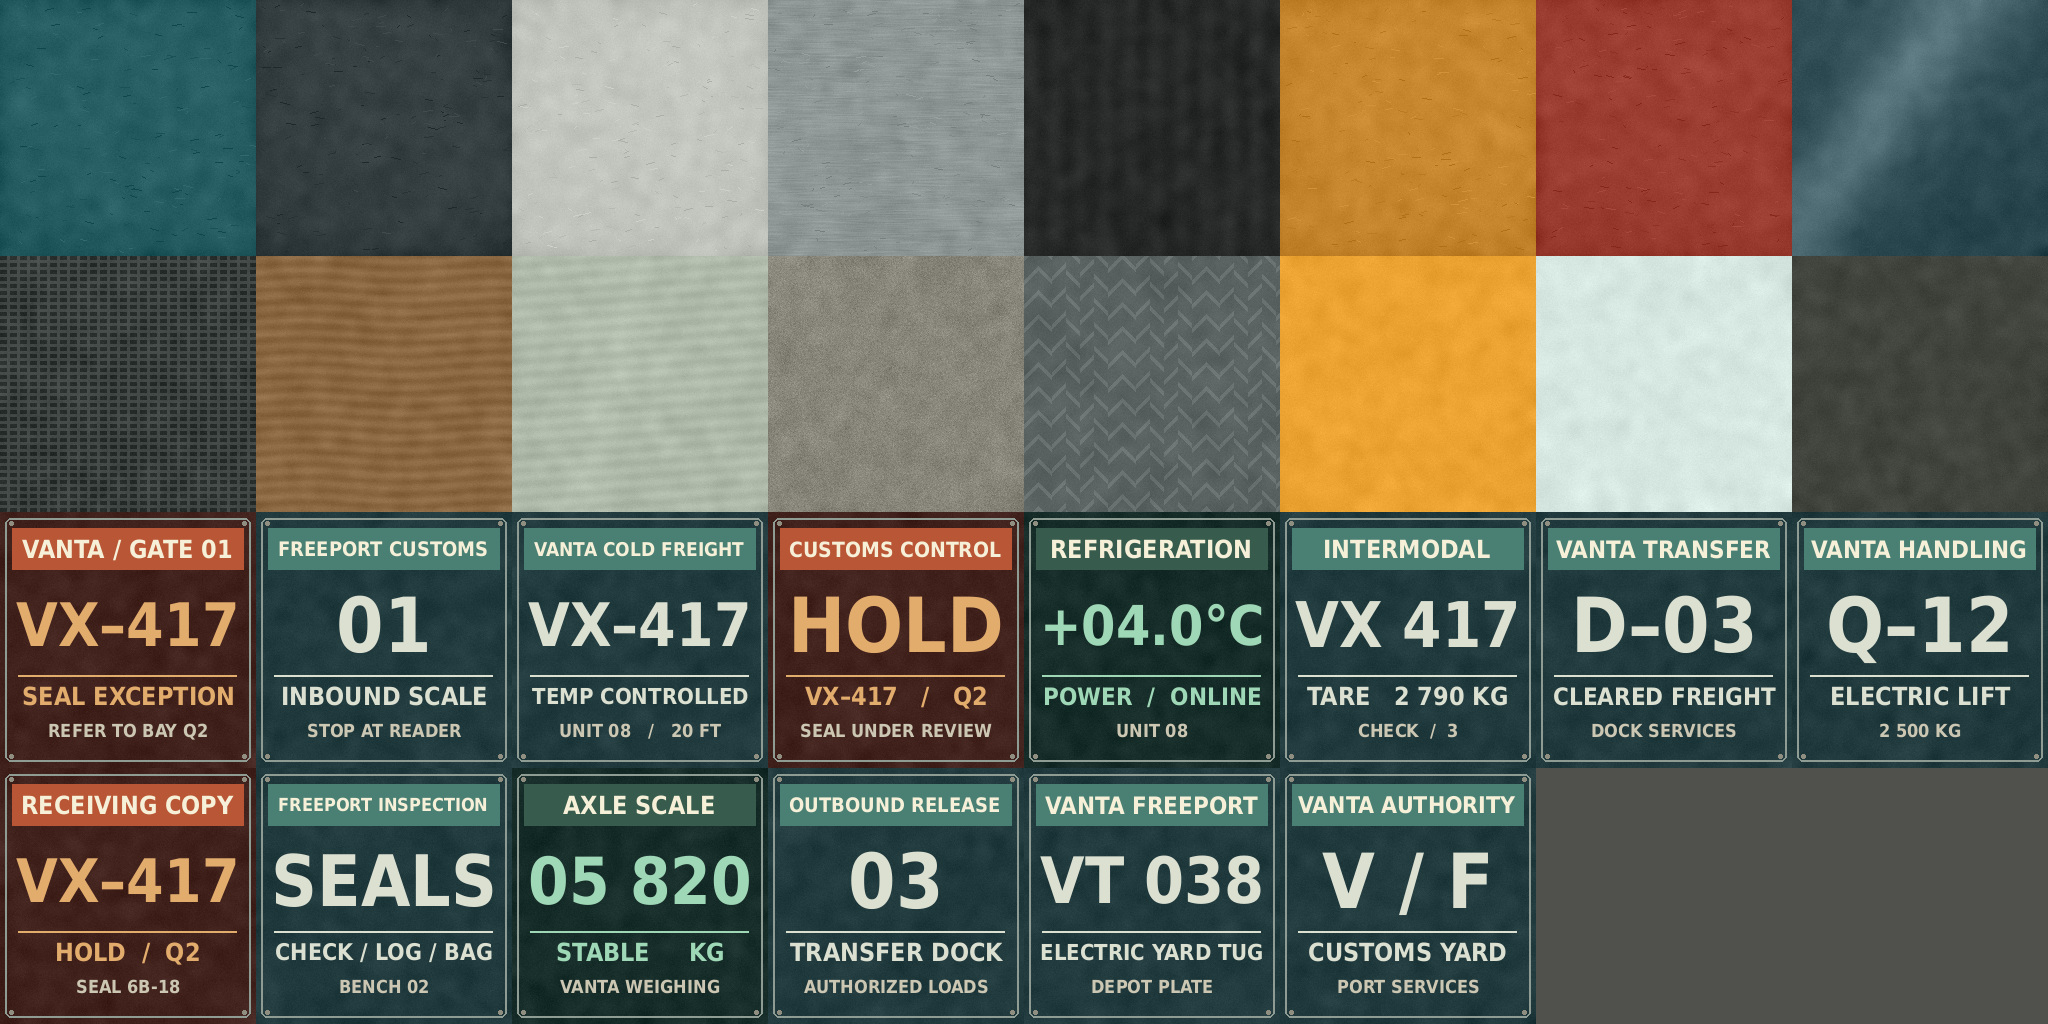 VANTA / GATE 01
VX–417
SEAL EXCEPTION
REFER TO BAY Q2
FREEPORT CUSTOMS
01
INBOUND SCALE
STOP AT READER
VANTA COLD FREIGHT
VX–417
TEMP CONTROLLED
UNIT 08 / 20 FT
CUSTOMS CONTROL
HOLD
VX–417 / Q2
SEAL UNDER REVIEW
REFRIGERATION
+04.0°C
POWER / ONLINE
UNIT 08
INTERMODAL
VX 417
TARE 2 790 KG
CHECK / 3
VANTA TRANSFER
D–03
CLEARED FREIGHT
DOCK SERVICES
VANTA HANDLING
Q–12
ELECTRIC LIFT
2 500 KG
RECEIVING COPY
VX–417
HOLD / Q2
SEAL 6B-18
FREEPORT INSPECTION
SEALS
CHECK / LOG / BAG
BENCH 02
AXLE SCALE
05 820
STABLE KG
VANTA WEIGHING
OUTBOUND RELEASE
03
TRANSFER DOCK
AUTHORIZED LOADS
VANTA FREEPORT
VT 038
ELECTRIC YARD TUG
DEPOT PLATE
VANTA AUTHORITY
V / F
CUSTOMS YARD
PORT SERVICES